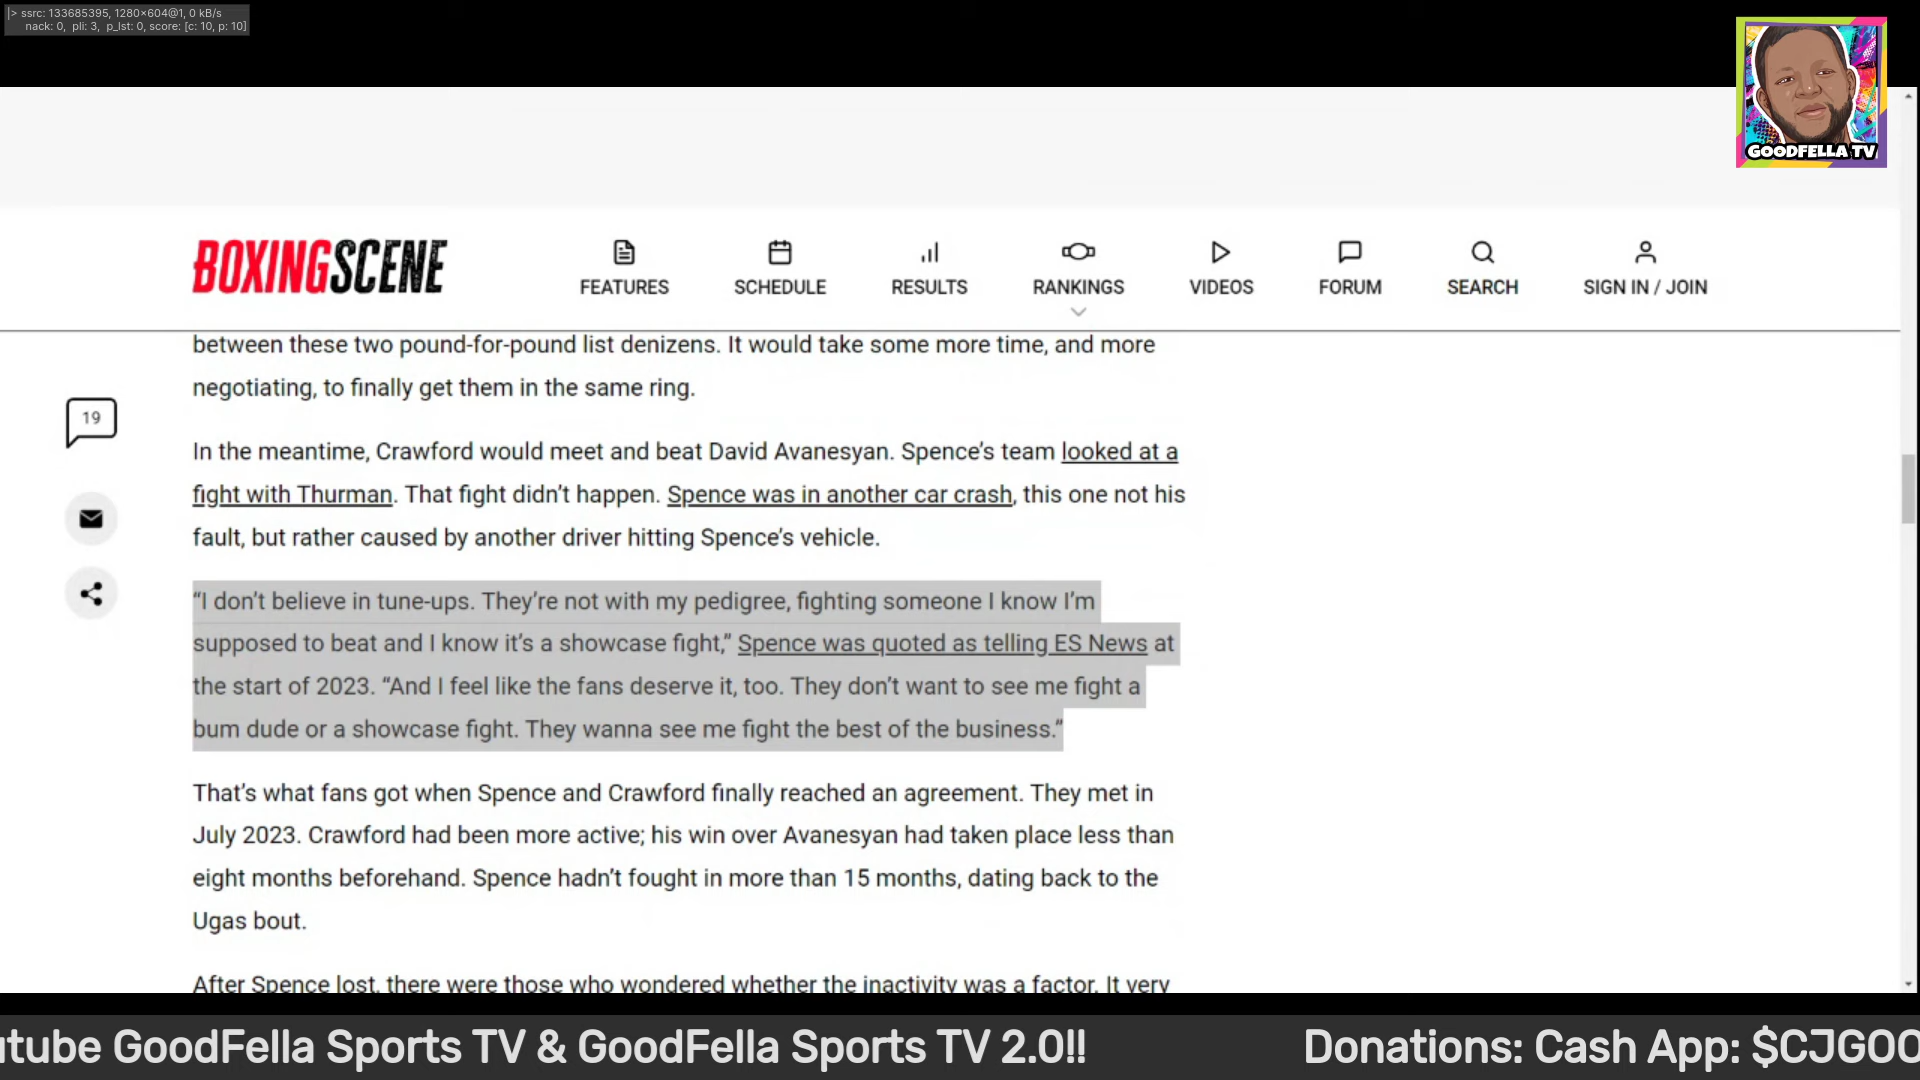 |> ssrc: 133685395, 1280×604@1, 0 kB/s
nack: 0, pli: 3, p_lst: 0, score: [c: 10, p: 10]
GOODFELLA TV
BOXINGSCENE
FEATURES
SCHEDULE
RESULTS
RANKINGS
VIDEOS
FORUM
SEARCH
SIGN IN / JOIN
between these two pound-for-pound list denizens. It would take some more time, and more
negotiating, to finally get them in the same ring.
19
In the meantime, Crawford would meet and beat David Avanesyan. Spence’s team looked at a
fight with Thurman. That fight didn’t happen. Spence was in another car crash, this one not his
fault, but rather caused by another driver hitting Spence’s vehicle.
“I don’t believe in tune-ups. They’re not with my pedigree, fighting someone I know I’m
supposed to beat and I know it’s a showcase fight,” Spence was quoted as telling ES News at
the start of 2023. “And I feel like the fans deserve it, too. They don’t want to see me fight a
bum dude or a showcase fight. They wanna see me fight the best of the business.”
That’s what fans got when Spence and Crawford finally reached an agreement. They met in
July 2023. Crawford had been more active; his win over Avanesyan had taken place less than
eight months beforehand. Spence hadn’t fought in more than 15 months, dating back to the
Ugas bout.
After Spence lost, there were those who wondered whether the inactivity was a factor. It very
utube GoodFella Sports TV & GoodFella Sports TV 2.0!!
Donations: Cash App: $CJGOO